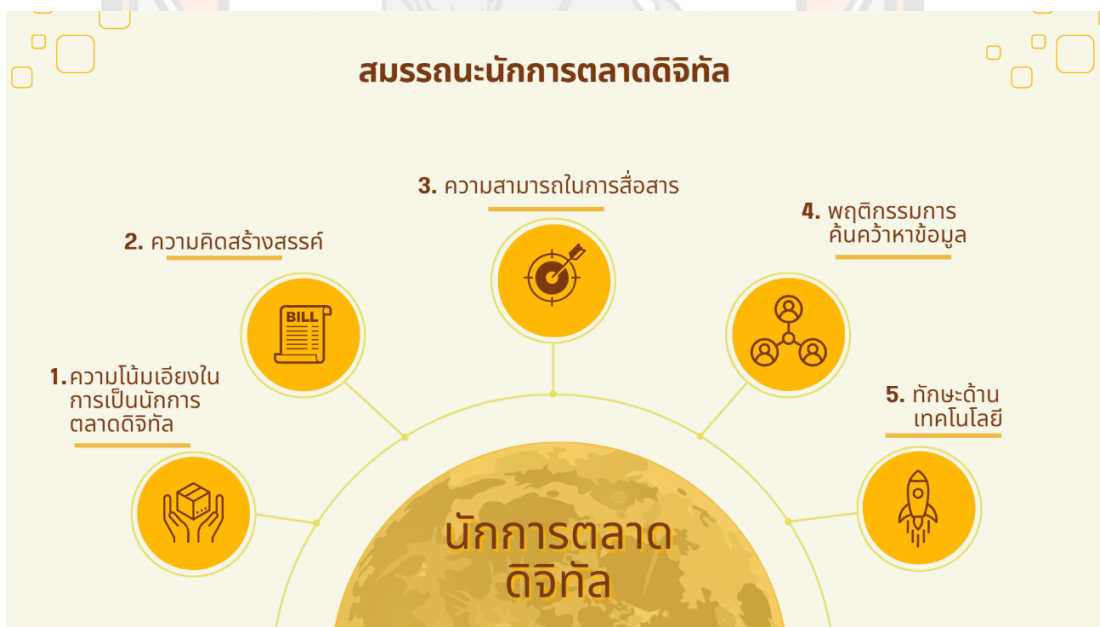 สมรรถนะนักการตลาดดิจิทัล
3. ความสามารถในการสื่อสาร
4. พฤติกรรมการ
ค้นคว้าหาข้อมูล
2. ความคิดสร้างสรรค์
BILL
1. ความโน้มเอียงใน
การเป็นนักการ
ตลาดดิจิทัล
5. ทักษะด้าน
เทคโนโลยี
นักการตลาด
ดิจิทัล